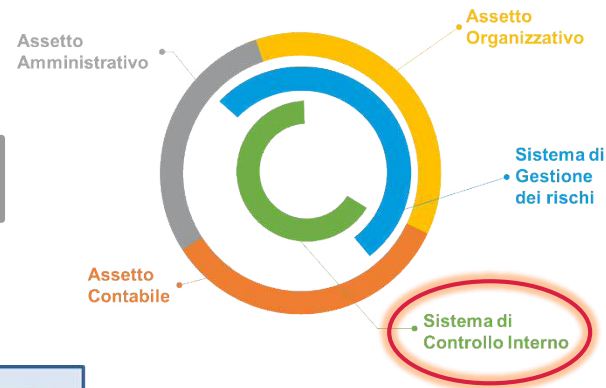 Assetto
Amministrativo
Assetto
Organizzativo
Sistema di
Gestione
dei rischi
Assetto
Contabile
Sistema di
Controllo Interno